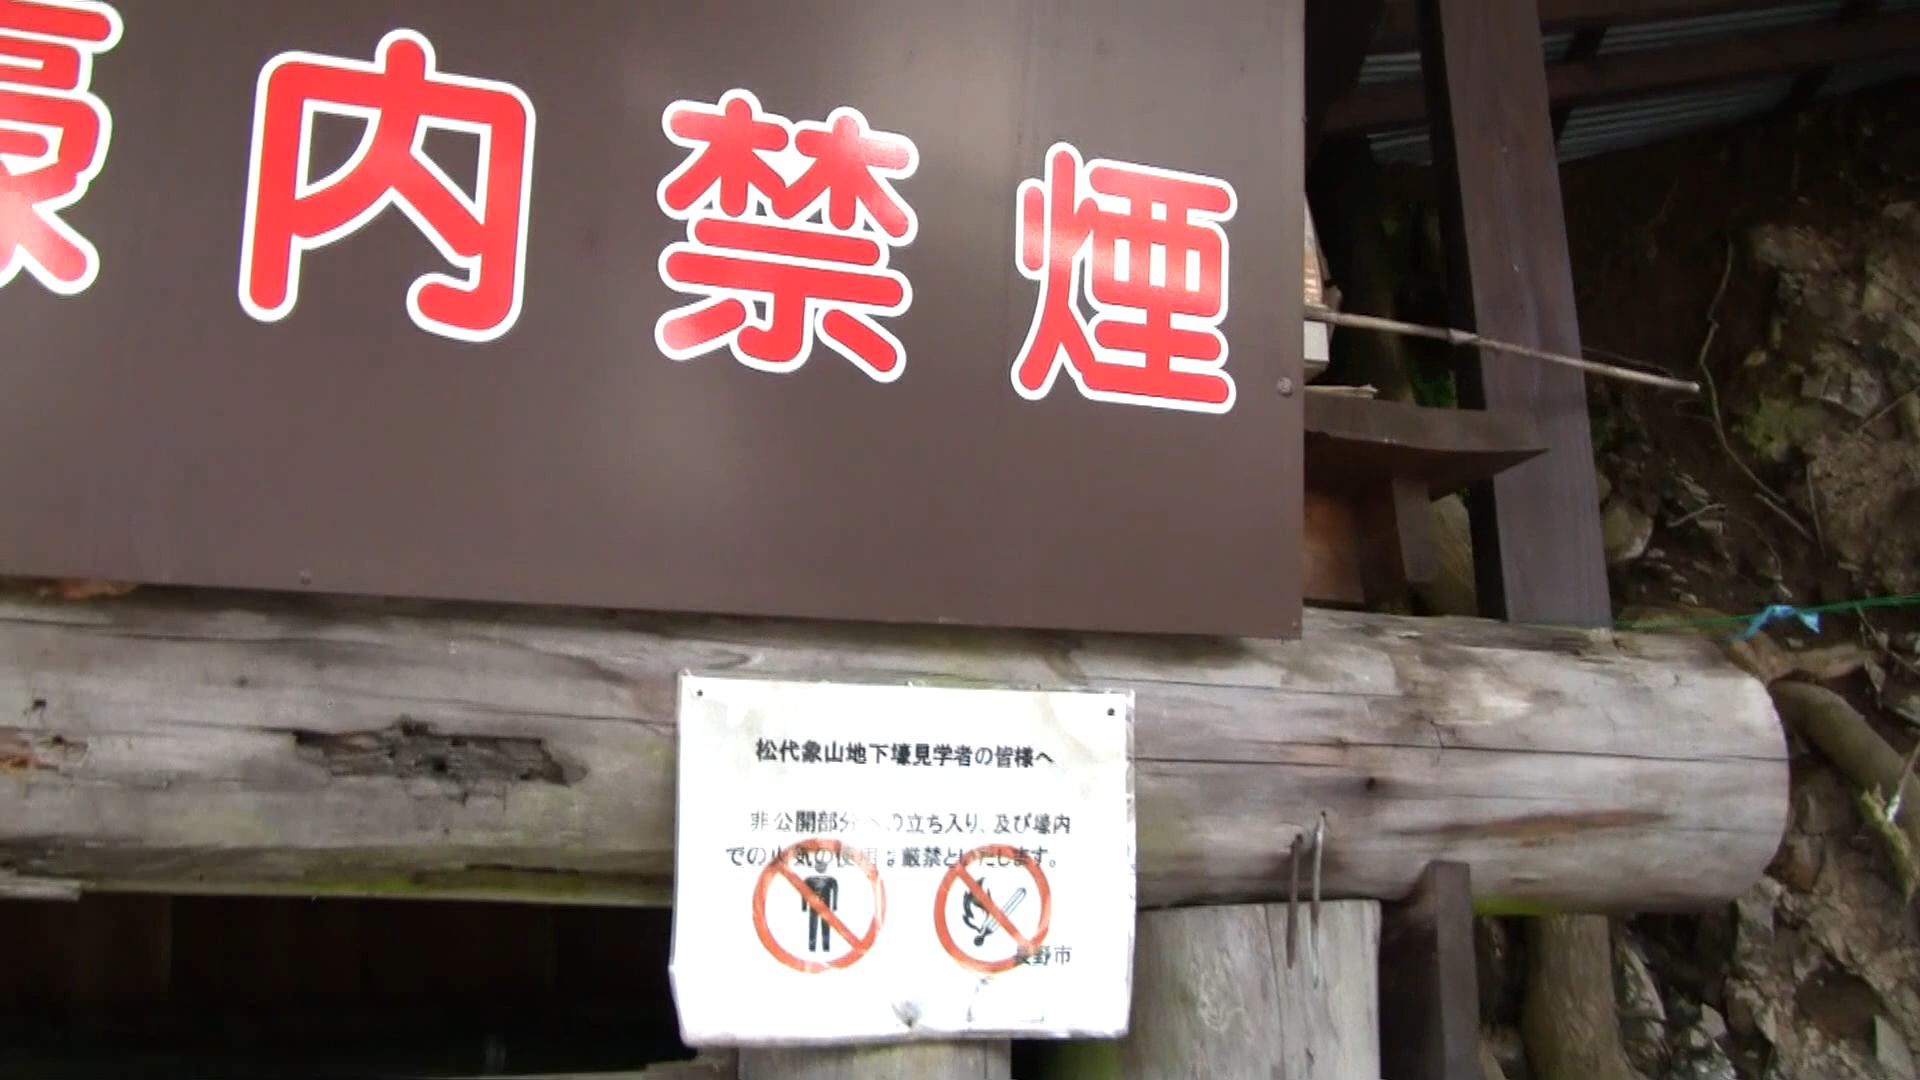 壕内禁煙
松代象山地下壕見学者の皆様へ
非公開部分への立ち入り、及び壕内
での火気の使用は厳禁といたします。
長野市